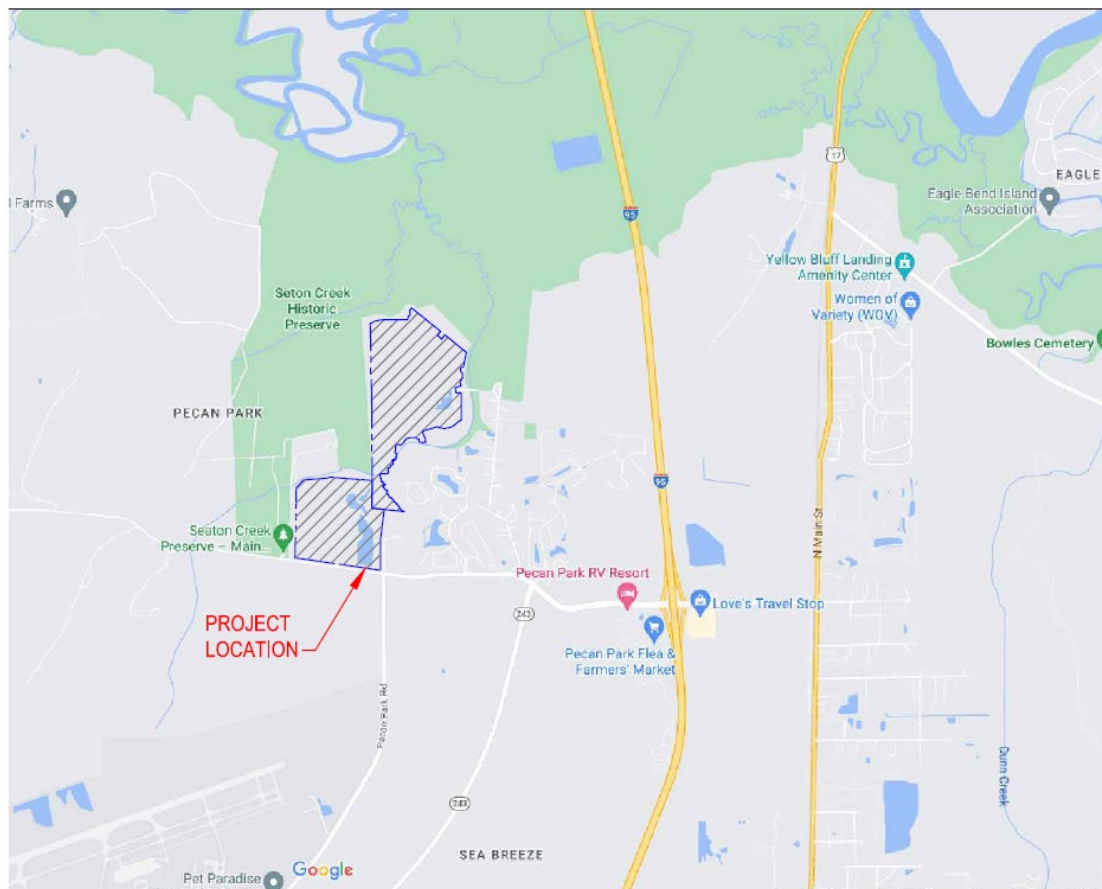 17
EAGLE
l Farms
Eagle Bend Island
Association
95
Yellow Bluff Landing
Amenity Center
Seton Creek
Historic
Preserve
Women of
Variety (WOV)
Bowles Cemetery
PECAN PARK
95
N Main St
Seaton Creek
Preserve – Main...
Pecan Park RV Resort
Love's Travel Stop
243
PROJECT
LOCATION
Pecan Park Flea &
Farmers' Market
Pecan Park Rd
Dunn Creek
243
SEA BREEZE
Google
Pet Paradise